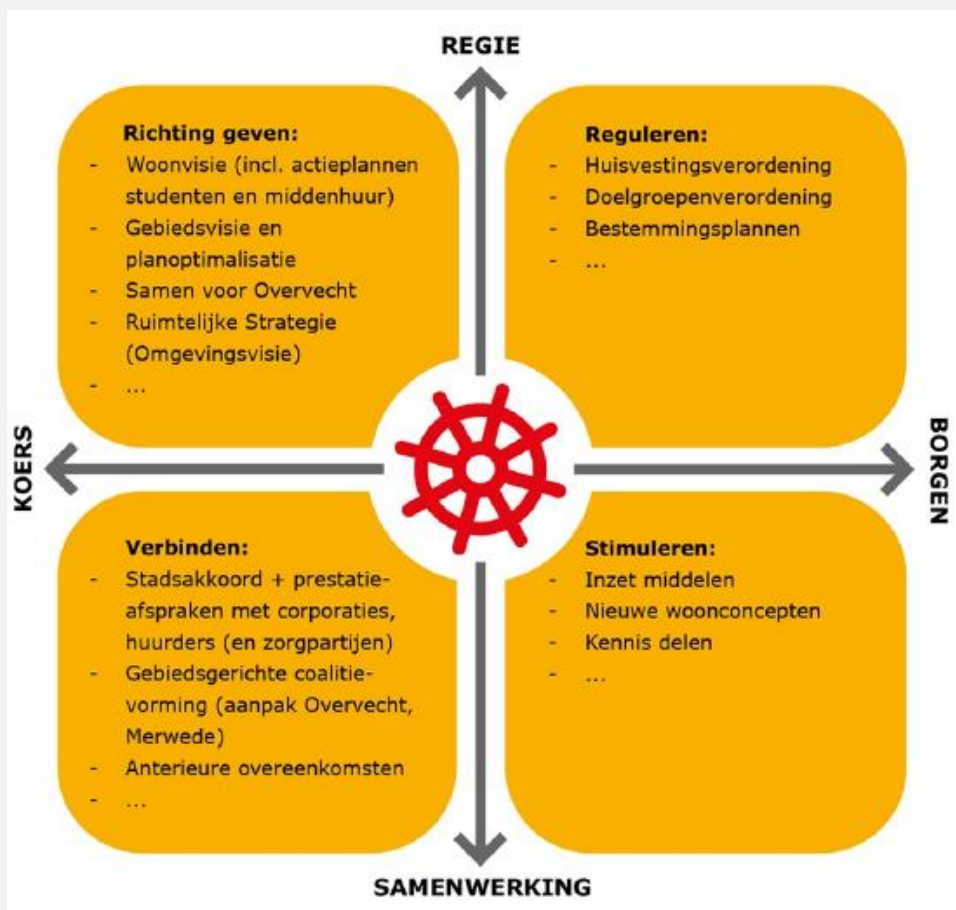 REGIE
Richting geven:
- Woonvisie (incl. actieplannen
studenten en middenhuur)
- Gebiedsvisie en
planoptimalisatie
- Samen voor Overvecht
- Ruimtelijke Strategie
(Omgevingsvisie)
- ...
Reguleren:
- Huisvestingsverordening
- Doelgroepenverordening
- Bestemmingsplannen
- ...
KOERS
BORGEN
Verbinden:
- Stadsakkoord + prestatie-
afspraken met corporaties,
huurders (en zorgpartijen)
- Gebiedsgerichte coalitie-
vorming (aanpak Overvecht,
Merwede)
- Anterieure overeenkomsten
- ...
Stimuleren:
- Inzet middelen
- Nieuwe woonconcepten
- Kennis delen
- ...
SAMENWERKING